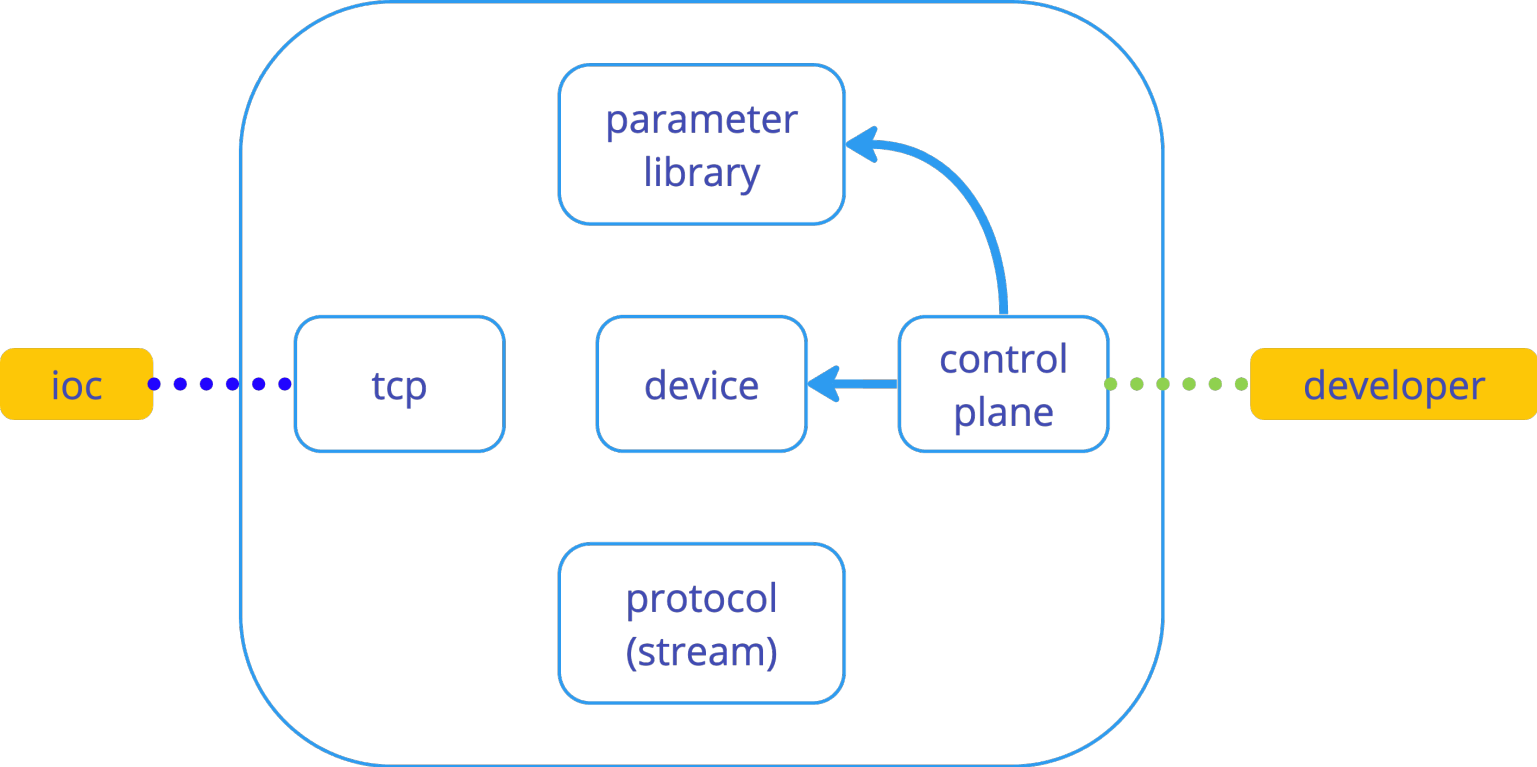 parameter
library
ioc
tcp
device
control
plane
developer
protocol
(stream)